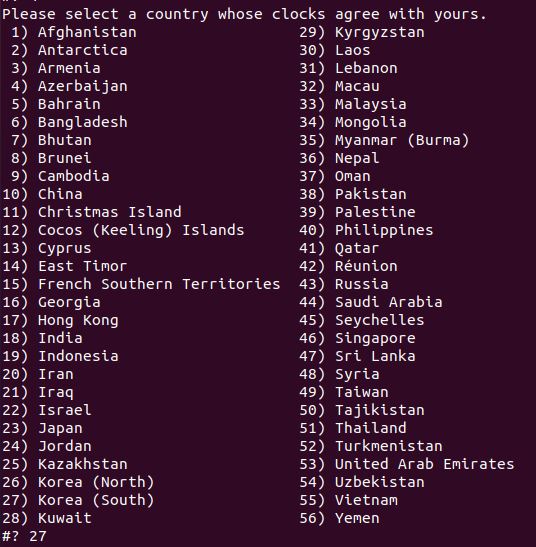 Please select a country whose clocks agree with yours.
 1) Afghanistan                  29) Kyrgyzstan
 2) Antarctica                   30) Laos
 3) Armenia                      31) Lebanon
 4) Azerbaijan                   32) Macau
 5) Bahrain                      33) Malaysia
 6) Bangladesh                   34) Mongolia
 7) Bhutan                       35) Myanmar (Burma)
 8) Brunei                       36) Nepal
 9) Cambodia                     37) Oman
10) China                        38) Pakistan
11) Christmas Island             39) Palestine
12) Cocos (Keeling) Islands      40) Philippines
13) Cyprus                       41) Qatar
14) East Timor                   42) Réunion
15) French Southern Territories  43) Russia
16) Georgia                      44) Saudi Arabia
17) Hong Kong                    45) Seychelles
18) India                        46) Singapore
19) Indonesia                    47) Sri Lanka
20) Iran                         48) Syria
21) Iraq                         49) Taiwan
22) Israel                       50) Tajikistan
23) Japan                        51) Thailand
24) Jordan                       52) Turkmenistan
25) Kazakhstan                   53) United Arab Emirates
26) Korea (North)                54) Uzbekistan
27) Korea (South)                55) Vietnam
28) Kuwait                       56) Yemen
#? 27